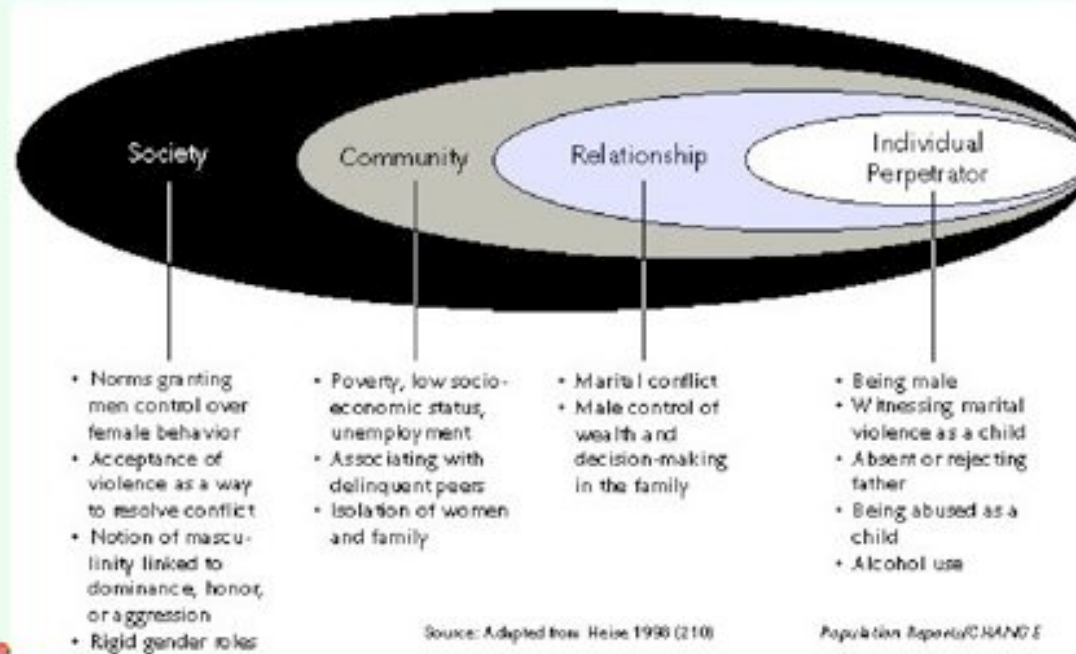 Society
Community
Relationship
Individual
Perpetrator
• Norms granting
men control over
female behavior
• Acceptance of
violence as a way
to resolve conflict
• Notion of mascu-
linity linked to
dominance, honor,
or aggression
• Rigid gender roles
• Poverty, low socio-
economic status,
unemployment
• Associating with
delinquent peers
• Isolation of women
and family
• Marital conflict
• Male control of
wealth and
decision-making
in the family
• Being male
• Witnessing marital
violence as a child
• Absent or rejecting
father
• Being abused as a
child
• Alcohol use
Source: Adapted from Heise 1998 (210)
Population Reports/CHANGE